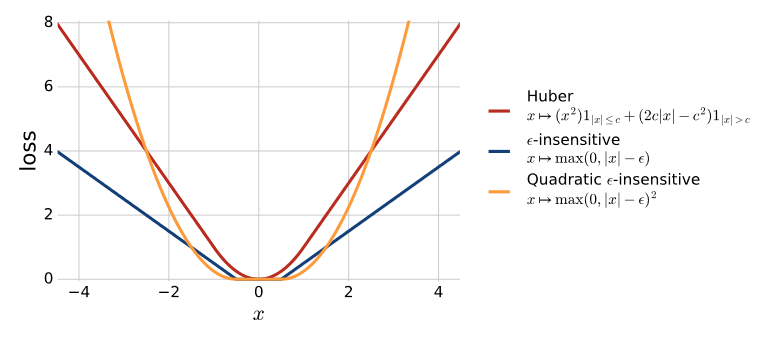 8
6
4
2
0
loss
−4
−2
0
2
4
x
Huber
x ↦ (x²)1_{|x|≤c} + (2c|x| − c²)1_{|x|>c}
ϵ-insensitive
x ↦ max(0, |x| − ϵ)
Quadratic ϵ-insensitive
x ↦ max(0, |x| − ϵ)²